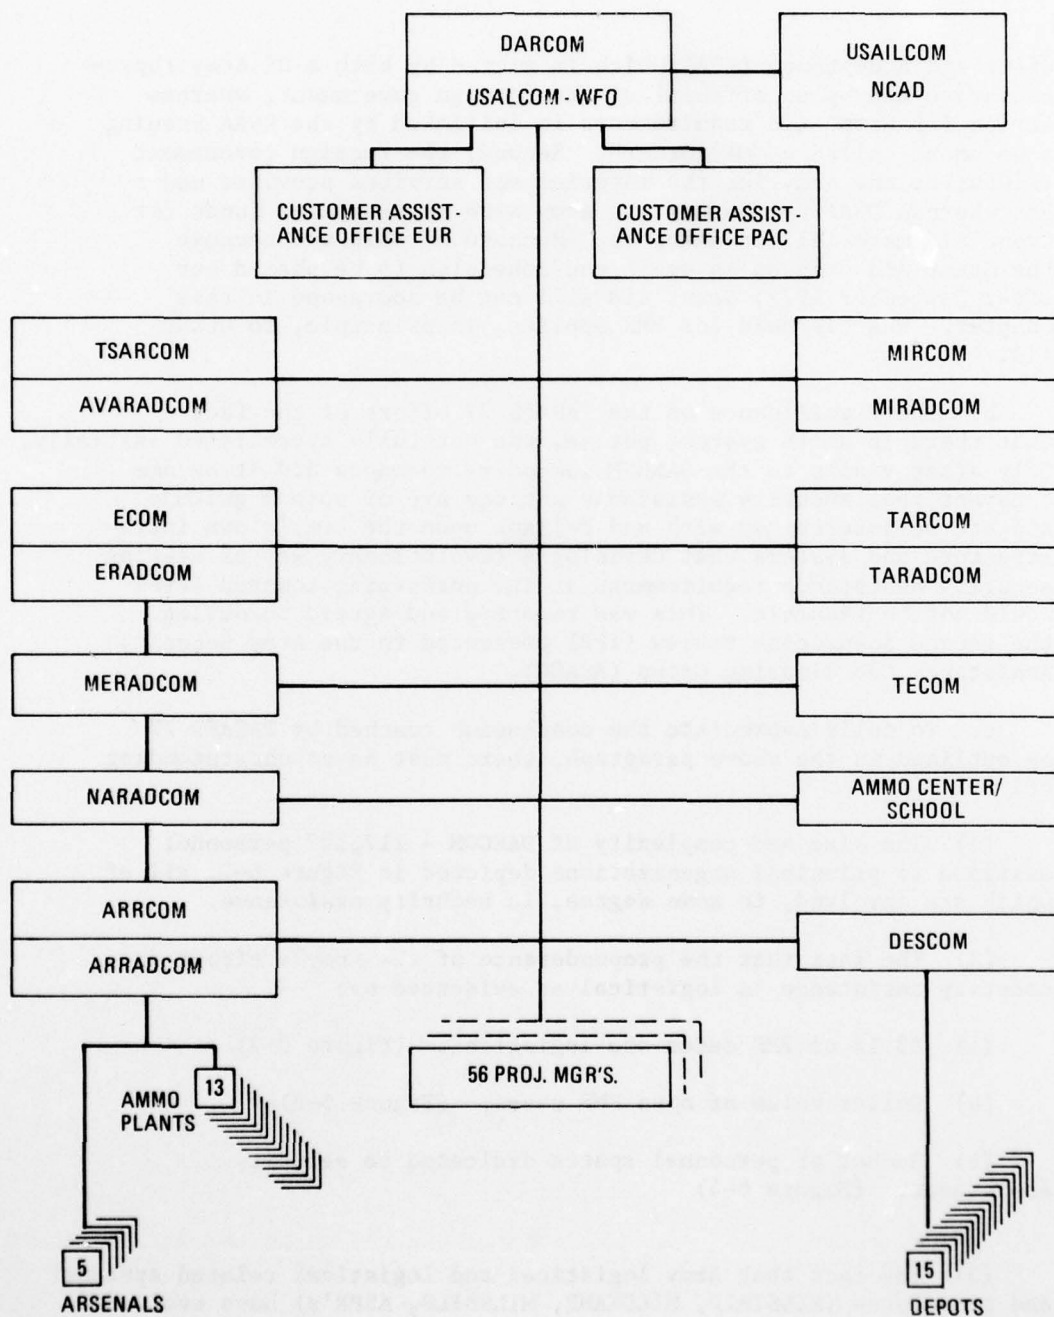 DARCOM
USALCOM - WFO
USAILCOM
NCAD
CUSTOMER ASSIST-
ANCE OFFICE EUR
CUSTOMER ASSIST-
ANCE OFFICE PAC
TSARCOM
AVARADCOM
MIRCOM
MIRADCOM
ECOM
ERADCOM
TARCOM
TARADCOM
MERADCOM
TECOM
NARADCOM
AMMO CENTER/
SCHOOL
ARRCOM
ARRADCOM
DESCOM
56 PROJ. MGR'S.
13
AMMO
PLANTS
5
ARSENALS
15
DEPOTS